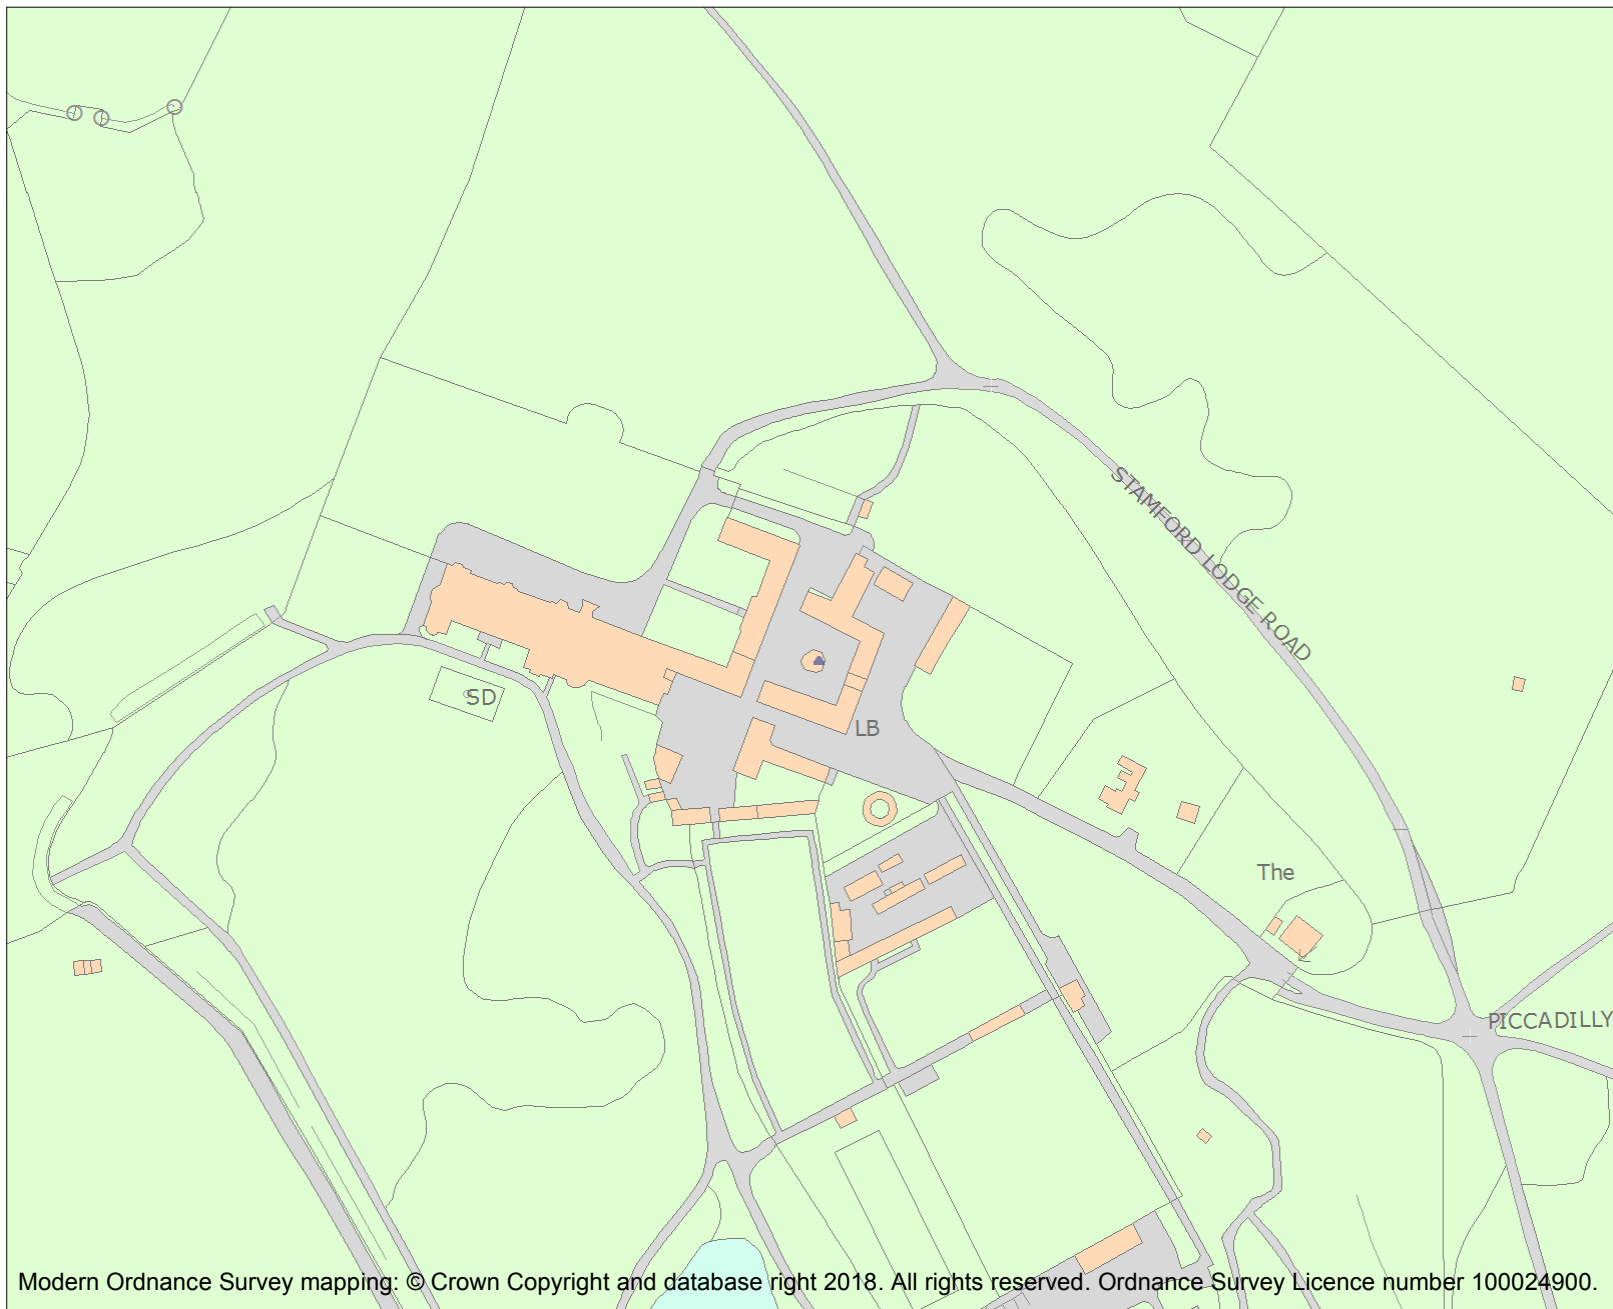 STAMFORD LODGE ROAD
SD
LB
The
L
PICCADILLY
Modern Ordnance Survey mapping: © Crown Copyright and database right 2018. All rights reserved. Ordnance Survey Licence number 100024900.